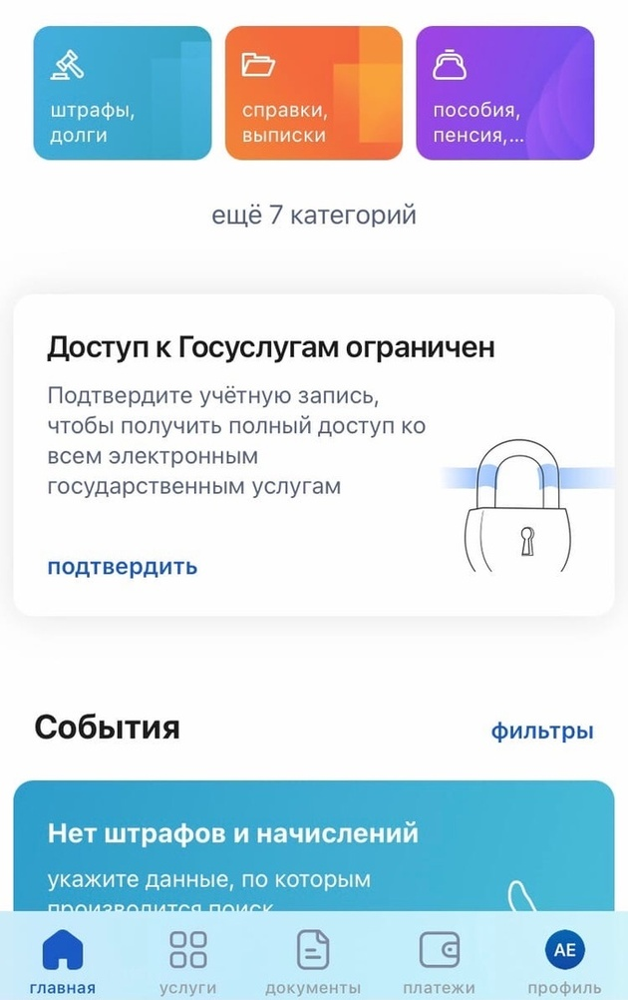 штрафы,
долги
справки,
выписки
пособия,
пенсия,...
ещё 7 категорий
Доступ к Госуслугам ограничен
Подтвердите учётную запись,
чтобы получить полный доступ ко
всем электронным
государственным услугам
подтвердить
События
фильтры
Нет штрафов и начислений
укажите данные, по которым
производится поиск
AE
главная
услуги
документы
платежи
профиль